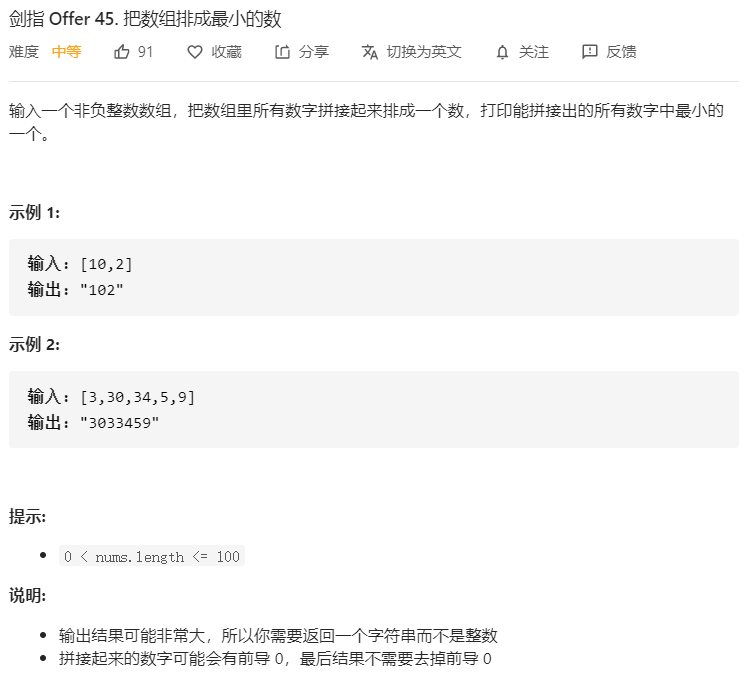 剑指 Offer 45. 把数组排成最小的数
难度 中等 91 收藏 分享 切换为英文 关注 反馈
输入一个非负整数数组，把数组里所有数字拼接起来排成一个数，打印能拼接出的所有数字中最小的
一个。
示例 1:
输入: [10,2]
输出: "102"
示例 2:
输入: [3,30,34,5,9]
输出: "3033459"
提示:
0 < nums.length <= 100
说明:
输出结果可能非常大，所以你需要返回一个字符串而不是整数
拼接起来的数字可能会有前导 0，最后结果不需要去掉前导 0